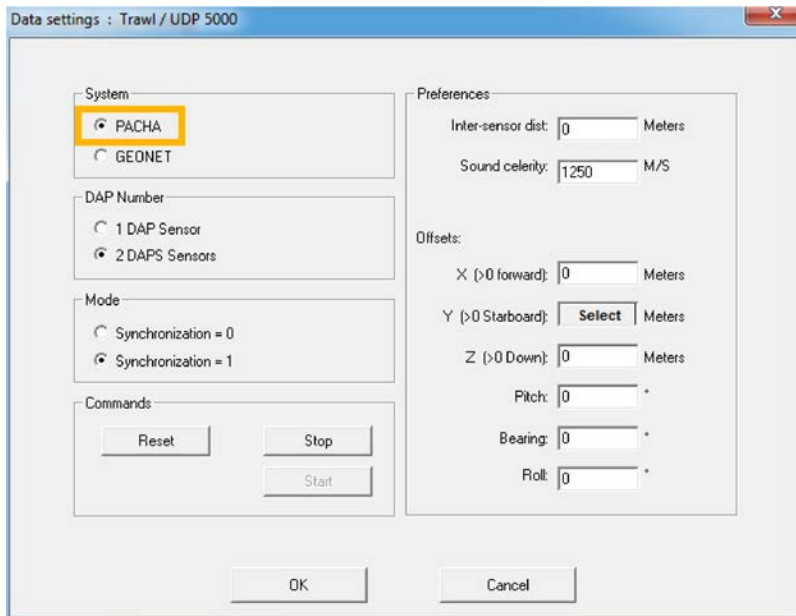 Data settings : Trawl / UDP 5000
System
PACHA
GEONET
DAP Number
1 DAP Sensor
2 DAPS Sensors
Mode
Synchronization = 0
Synchronization = 1
Commands
Reset
Stop
Start
Preferences
Inter-sensor dist: 0 Meters
Sound celerity: 1250 M/S
Offsets:
X (>0 forward): 0 Meters
Y (>0 Starboard): Select Meters
Z (>0 Down): 0 Meters
Pitch: 0 °
Bearing: 0 °
Roll: 0 °
OK
Cancel